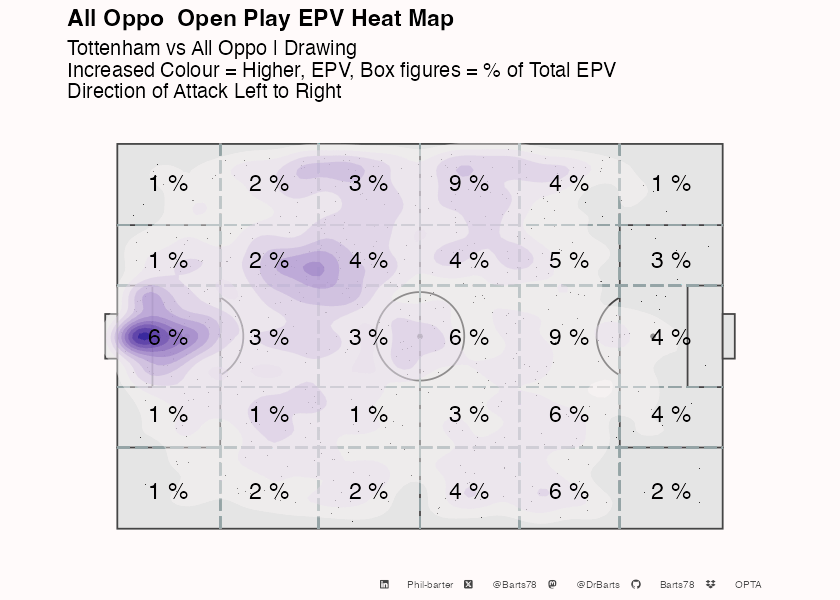 All Oppo  Open Play EPV Heat Map
Tottenham vs All Oppo | Drawing
Increased Colour = Higher, EPV, Box figures = % of Total EPV
Direction of Attack Left to Right
1 % 2 % 3 % 9 % 4 % 1 %
1 % 2 % 4 % 4 % 5 % 3 %
6 % 3 % 3 % 6 % 9 % 4 %
1 % 1 % 1 % 3 % 6 % 4 %
1 % 2 % 2 % 4 % 6 % 2 %
Phil-barter @Barts78 @DrBarts Barts78 OPTA